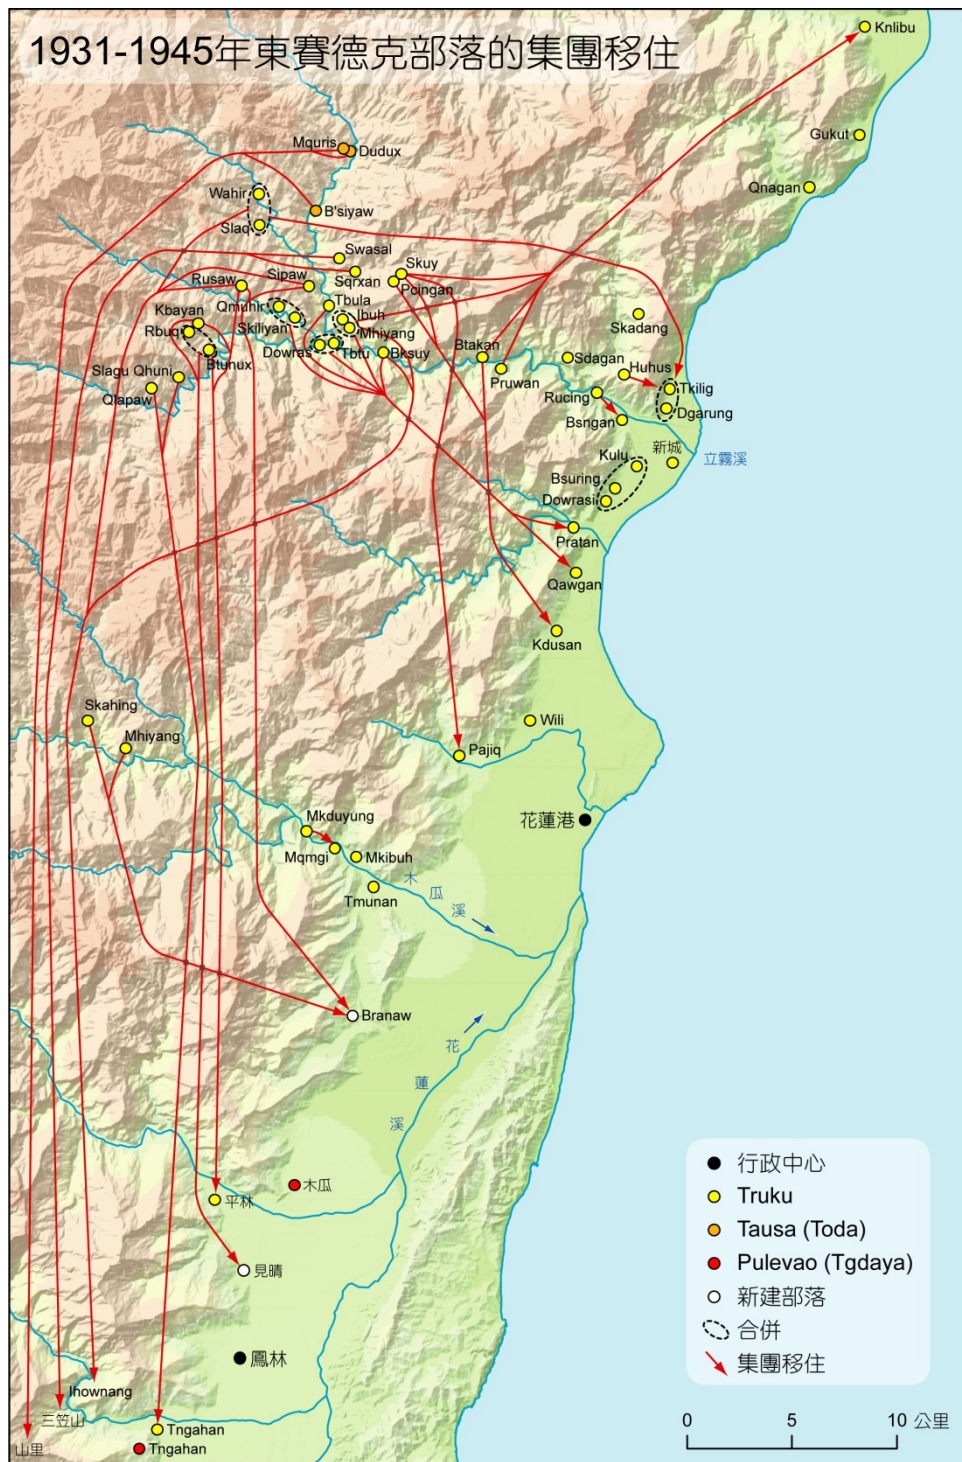 1931-1945年東賽德克部落的集團移住
Knlibu
Gukut
Qnagan
Mquris
Dudux
Wahir
B'siyaw
Slaq
Swasal
Skuy
Sqrxan
Pcingan
Rusaw
Sipaw
Qmuhir
Tbula
Ibuh
Kbayan
Rbuq
Skiliyan
Mhiyang
Skadang
Dowras
Tbtu
Bksuy
Btakan
Sdagan
Huhus
Btunux
Pruwan
Slagu Qhuni
Qlapaw
Tkilig
Rucing
Dgarung
Bsngan
Kulu
新城
立霧溪
Bsuring
Dowrasi
Pratan
Qawgan
Kdusan
Skahing
Mhiyang
Wili
Pajiq
花蓮港
Mkduyung
Mqmgi
Mkibuh
Tmunan
木瓜溪
Branaw
花蓮溪
木瓜
平林
見晴
鳳林
Ihownang
三笠山
山里
Tngahan
Tngahan
行政中心
Truku
Tausa (Toda)
Pulevao (Tgdaya)
新建部落
合併
集團移住
0 5 10 公里